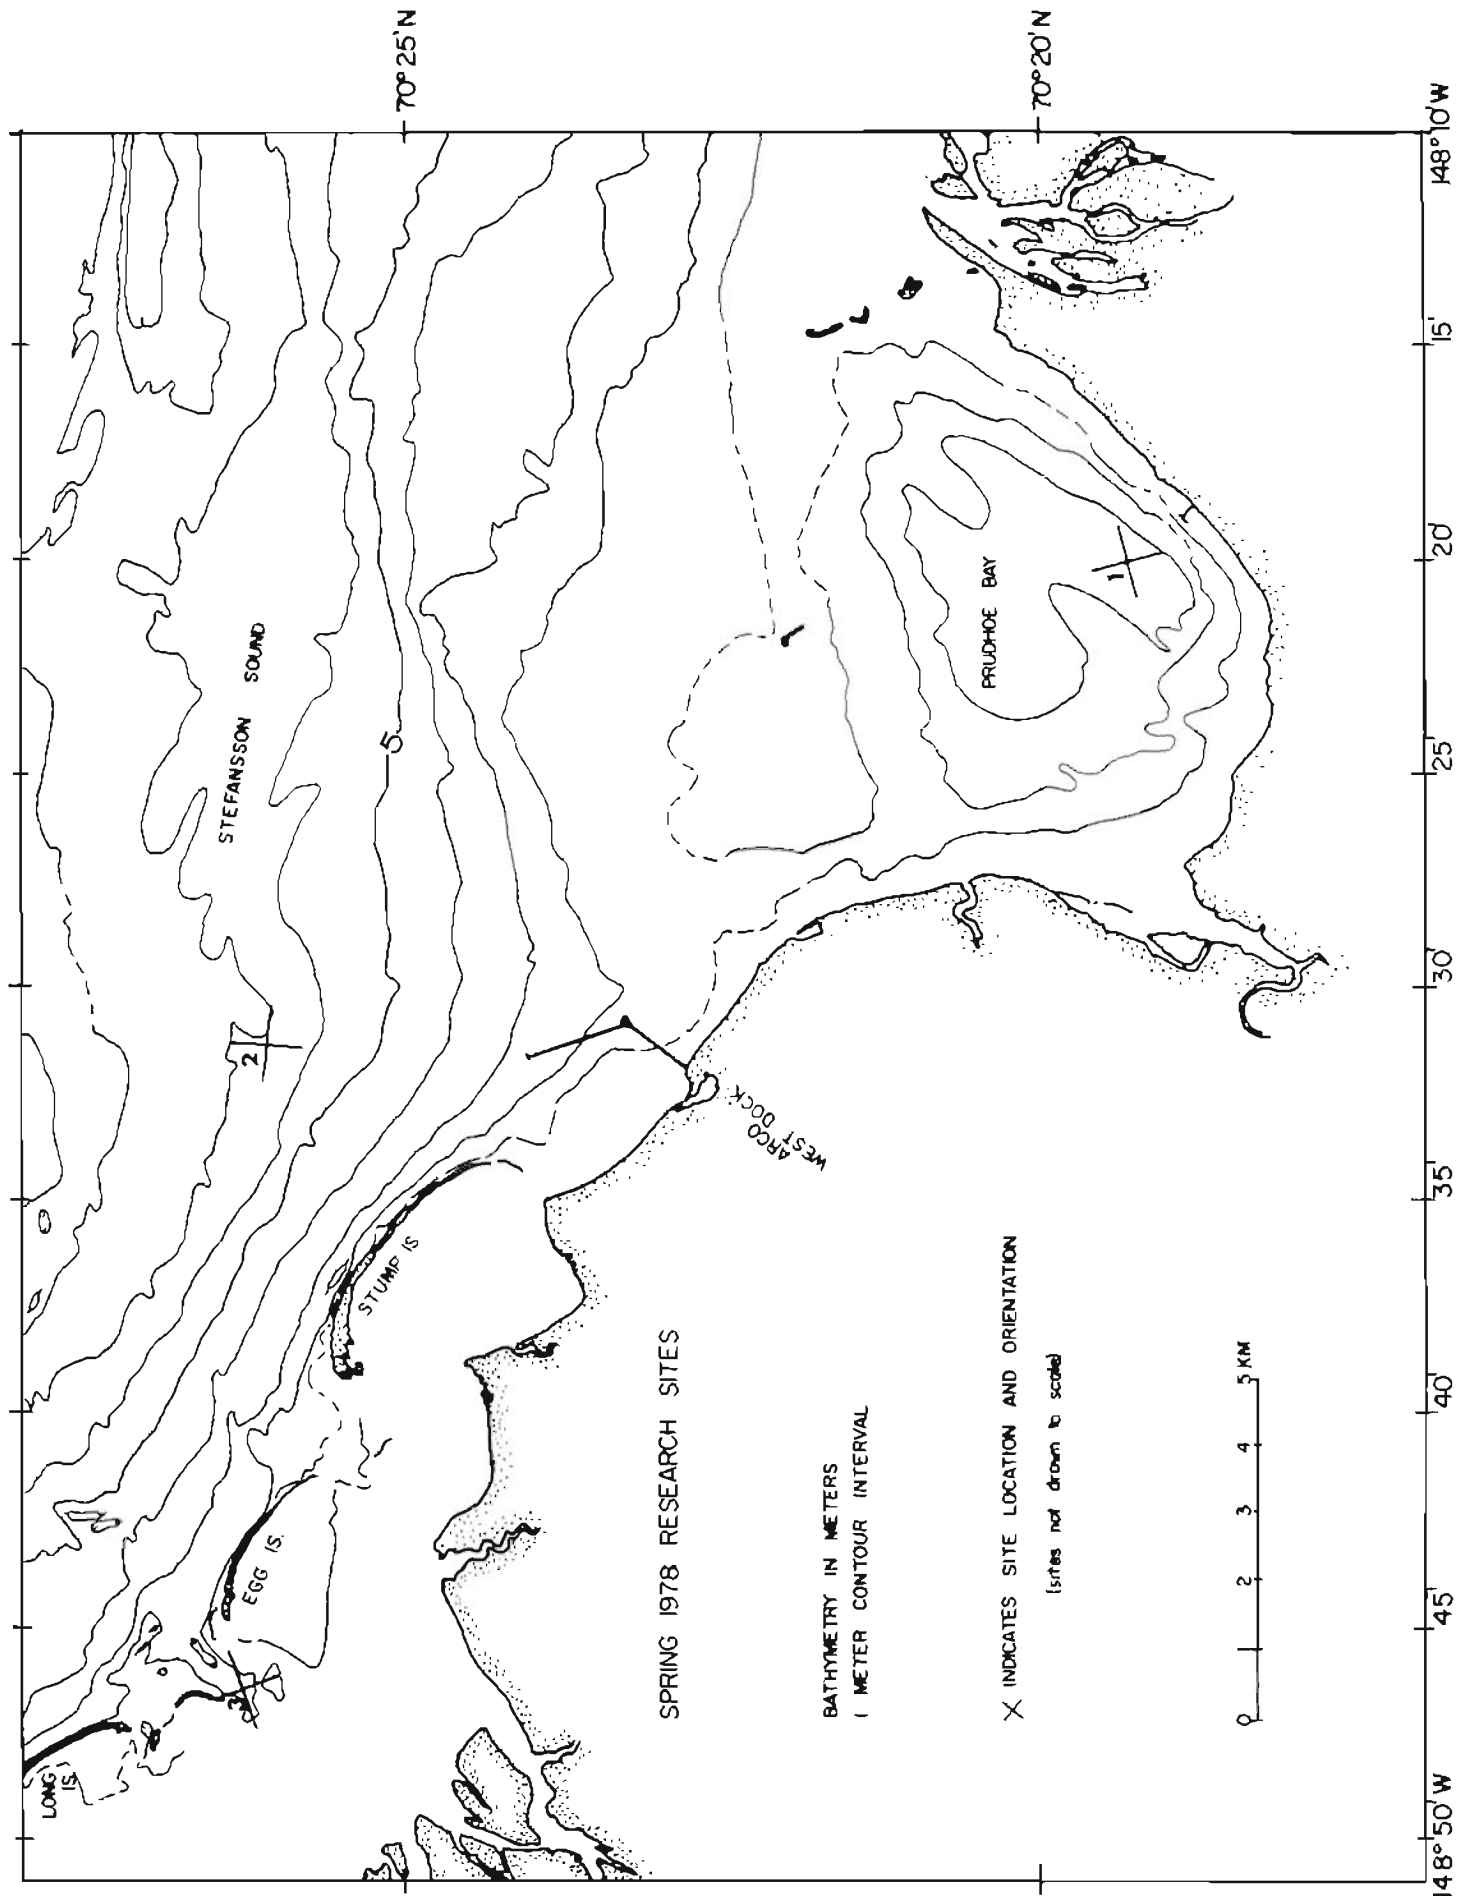 70°25'N
70°20'N
148°10'W
15'
20'
25'
30'
35'
40'
45'
148°50'W
STEFANSSON SOUND
5
PRUDHOE BAY
1
2
3
ARCO
WEST DOCK
STUMP IS
EGG IS.
LONG
IS.
SPRING 1978 RESEARCH SITES
BATHYMETRY IN METERS
1 METER CONTOUR INTERVAL
X INDICATES SITE LOCATION AND ORIENTATION
(sites not drawn to scale)
0 1 2 3 4 5 KM